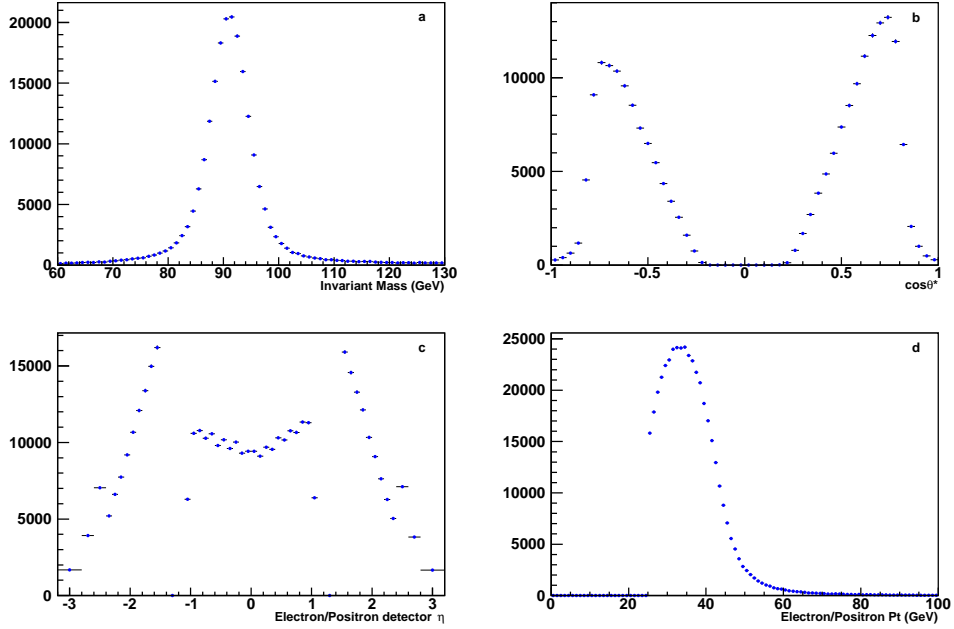 20000
15000
10000
5000
0
60 70 80 90 100 110 120 130
Invariant Mass (GeV)
a
10000
5000
0
-1 -0.5 0 0.5 1
cosθ*
b
15000
10000
5000
0
-3 -2 -1 0 1 2 3
Electron/Positron detector η
c
25000
20000
15000
10000
5000
0
0 20 40 60 80 100
Electron/Positron Pt (GeV)
d